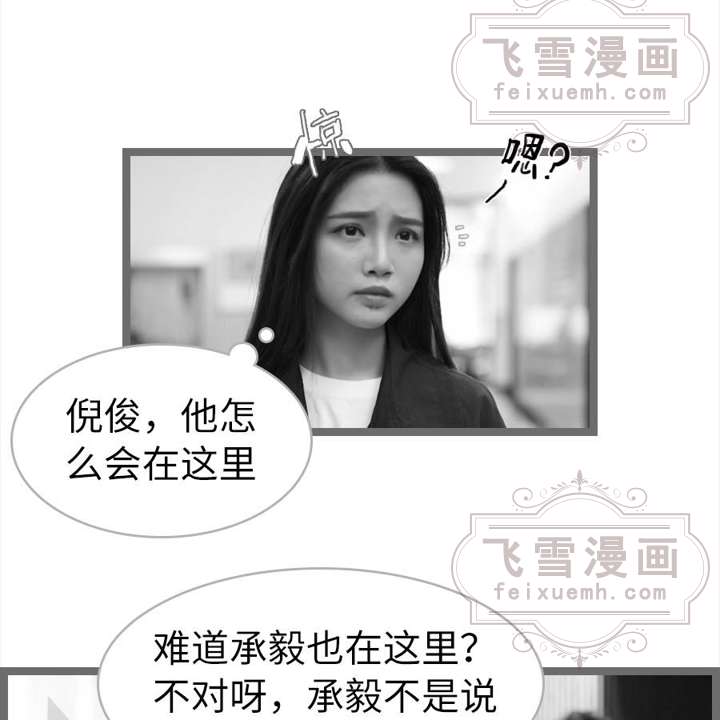 飞雪漫画
feixuemh.com
惊
嗯?
倪俊，他怎
么会在这里
飞雪漫画
feixuemh.com
难道承毅也在这里?
不对呀，承毅不是说